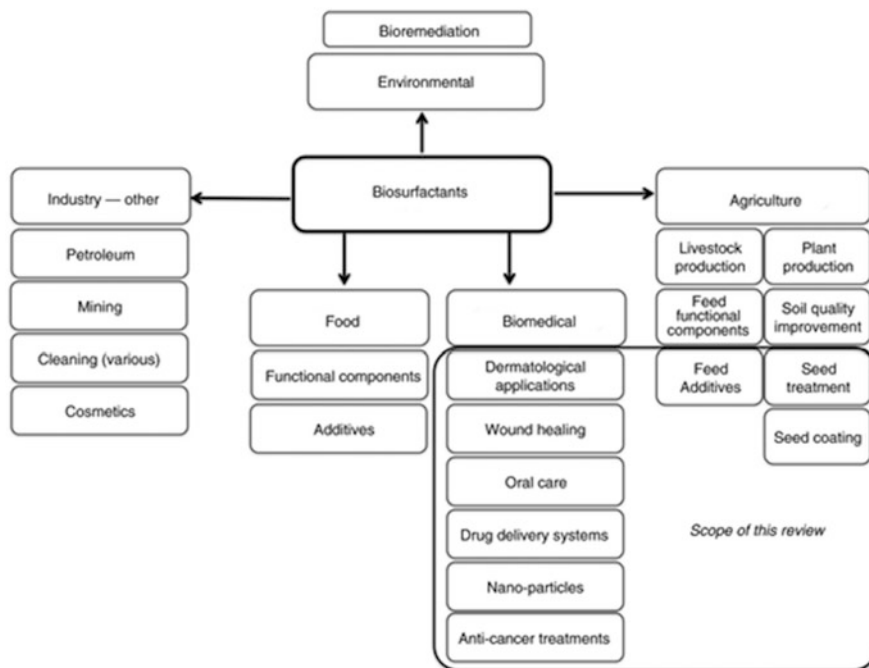 Bioremediation
Environmental
Biosurfactants
Industry — other
Petroleum
Mining
Cleaning (various)
Cosmetics
Food
Functional components
Additives
Biomedical
Dermatological
applications
Wound healing
Oral care
Drug delivery systems
Nano-particles
Anti-cancer treatments
Agriculture
Livestock
production
Feed
functional
components
Feed
Additives
Plant
production
Soil quality
improvement
Seed
treatment
Seed coating
Scope of this review